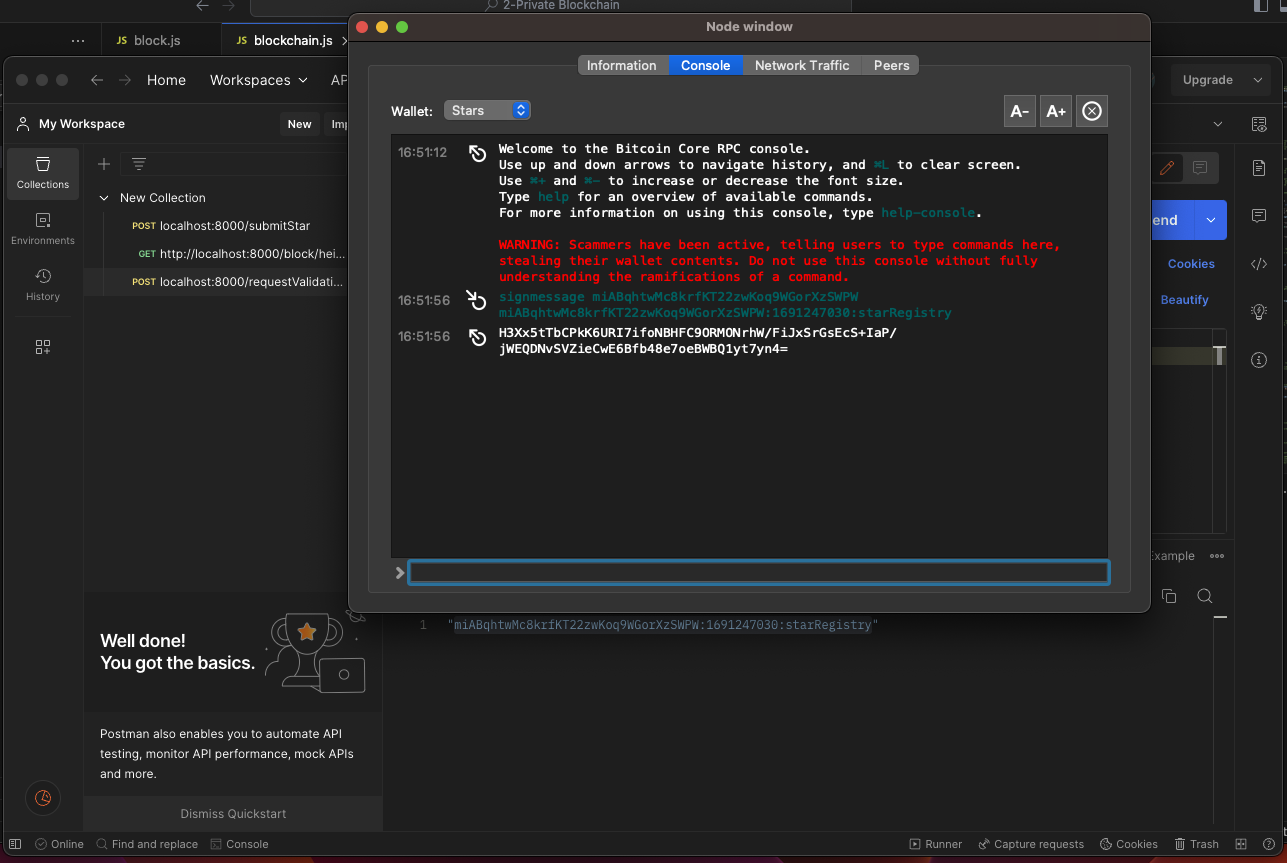 2-Private Blockchain
JS block.js
JS blockchain.js
Node window
Information
Console
Network Traffic
Peers
Home
Workspaces
AP
Upgrade
My Workspace
New
Imp
Wallet:
Stars
A-
A+
16:51:12
Welcome to the Bitcoin Core RPC console.
Use up and down arrows to navigate history, and ⌘L to clear screen.
Use ⌘+ and ⌘- to increase or decrease the font size.
Type help for an overview of available commands.
For more information on using this console, type help-console.
WARNING: Scammers have been active, telling users to type commands here,
stealing their wallet contents. Do not use this console without fully
understanding the ramifications of a command.
16:51:56
signmessage miABqhtwMc8krfKT22zwKoq9WGorXzSWPW
miABqhtwMc8krfKT22zwKoq9WGorXzSWPW:1691247030:starRegistry
16:51:56
H3Xx5tTbCPkK6URI7ifoNBHFC9ORMONrhW/FiJxSrGsEcS+IaP/
jWEQDNvSVZieCwE6Bfb48e7oeBWBQ1yt7yn4=
Collections
Environments
History
New Collection
POST localhost:8000/submitStar
GET http://localhost:8000/block/hei...
POST localhost:8000/requestValidati...
end
Cookies
Beautify
Example
1 "miABqhtwMc8krfKT22zwKoq9WGorXzSWPW:1691247030:starRegistry"
Well done!
You got the basics.
Postman also enables you to automate API
testing, monitor API performance, mock APIs
and more.
Dismiss Quickstart
Online
Find and replace
Console
Runner
Capture requests
Cookies
Trash